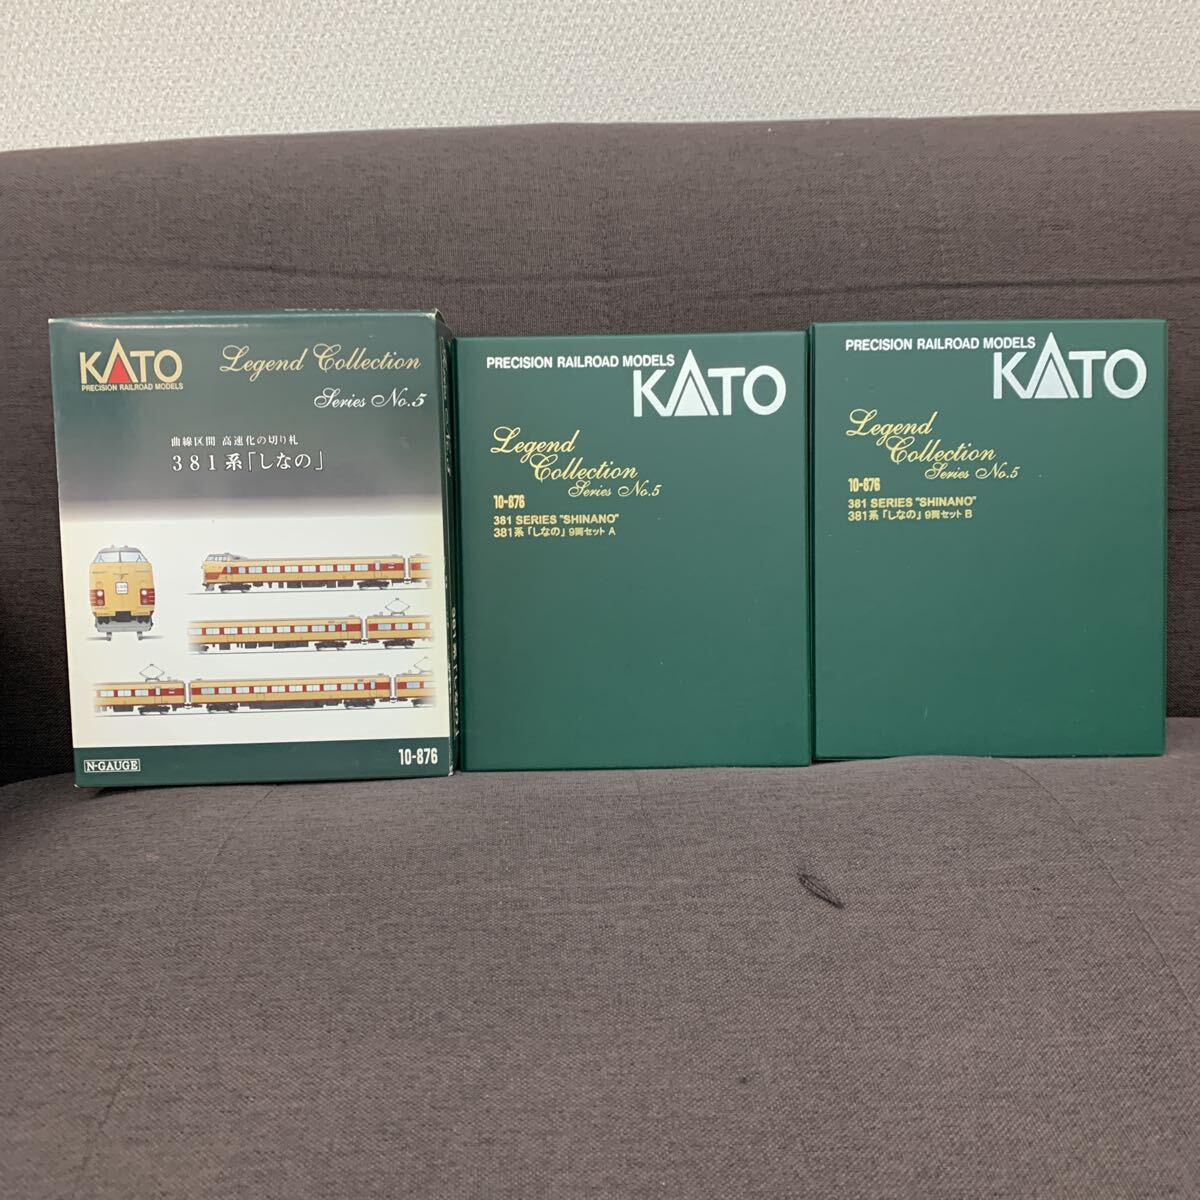 KATO
PRECISION RAILROAD MODELS
Legend Collection
Series No.5
曲線区間 高速化の切り札
381系「しなの」
N-GAUGE
10-876
PRECISION RAILROAD MODELS
KATO
Legend
Collection
Series No.5
10-876
381 SERIES "SHINANO"
381系「しなの」9両セット A
PRECISION RAILROAD MODELS
KATO
Legend
Collection
Series No.5
10-876
381 SERIES "SHINANO"
381系「しなの」9両セット B